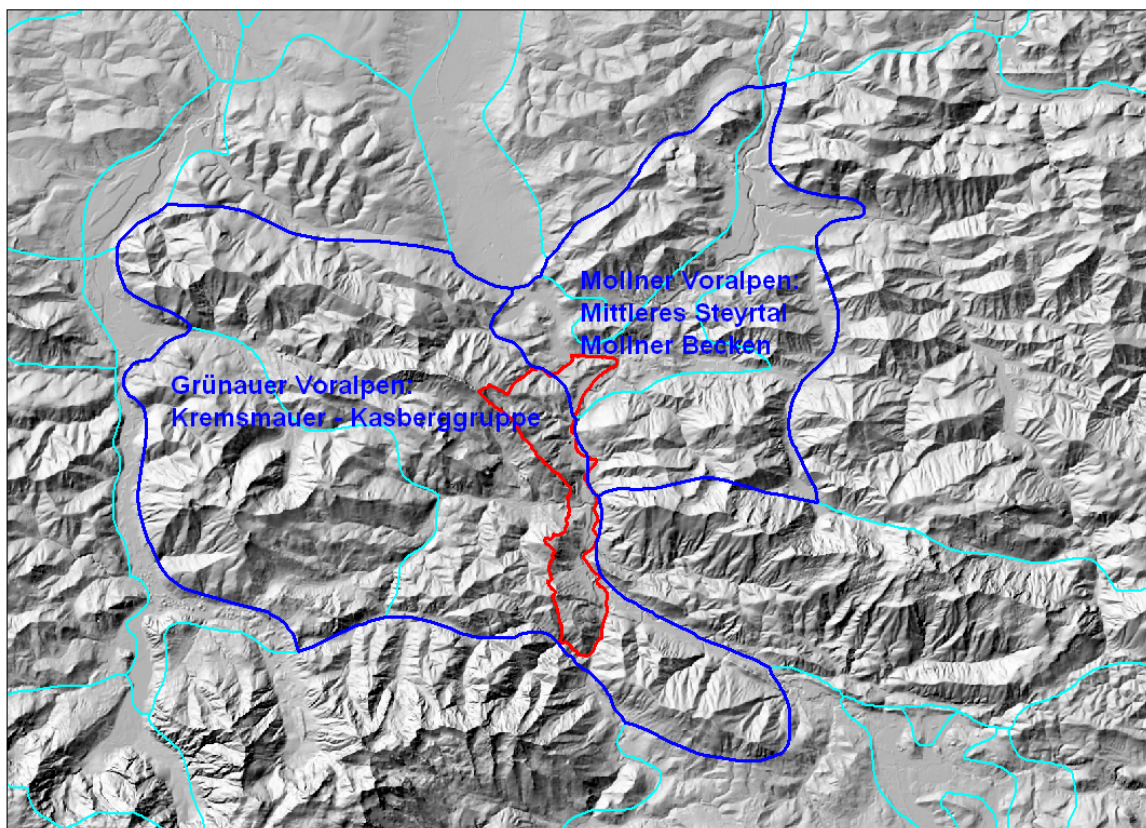 Mollner Voralpen:
Mittleres Steyrtal
Mollner Becken
Grünauer Voralpen:
Kremsmauer - Kasberggruppe